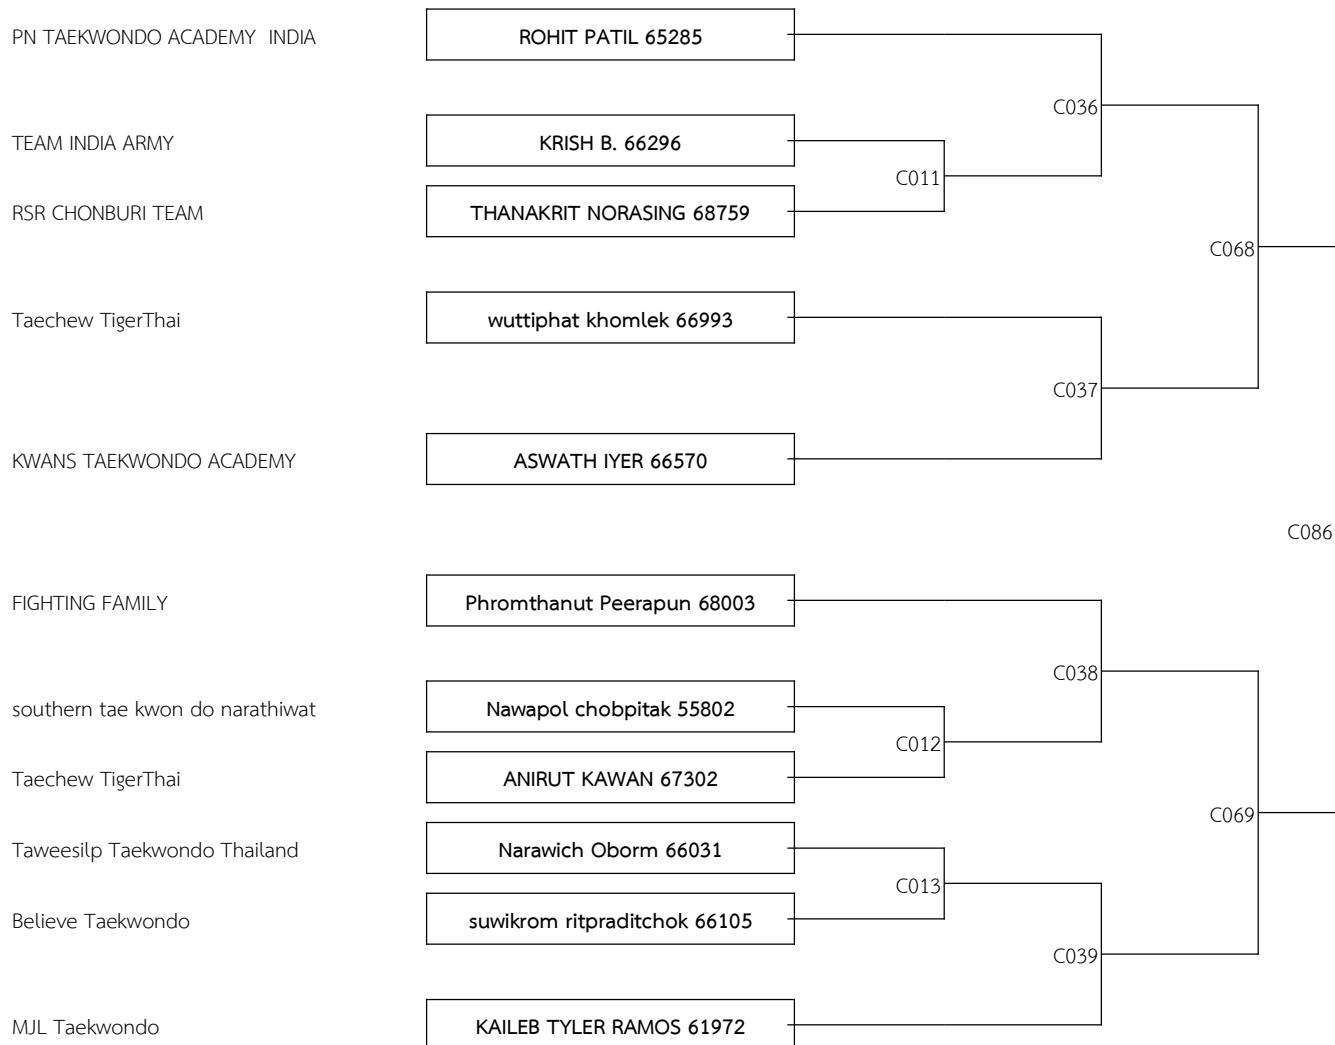 PN TAEKWONDO ACADEMY  INDIA
ROHIT PATIL 65285
C036
TEAM INDIA ARMY
KRISH B. 66296
C011
RSR CHONBURI TEAM
THANAKRIT NORASING 68759
C068
Taechew TigerThai
wuttiphat khomlek 66993
C037
KWANS TAEKWONDO ACADEMY
ASWATH IYER 66570
C086
FIGHTING FAMILY
Phromthanut Peerapun 68003
C038
southern tae kwon do narathiwat
Nawapol chobpitak 55802
C012
Taechew TigerThai
ANIRUT KAWAN 67302
C069
Taweesilp Taekwondo Thailand
Narawich Oborm 66031
C013
Believe Taekwondo
suwikrom ritpraditchok 66105
C039
MJL Taekwondo
KAILEB TYLER RAMOS 61972